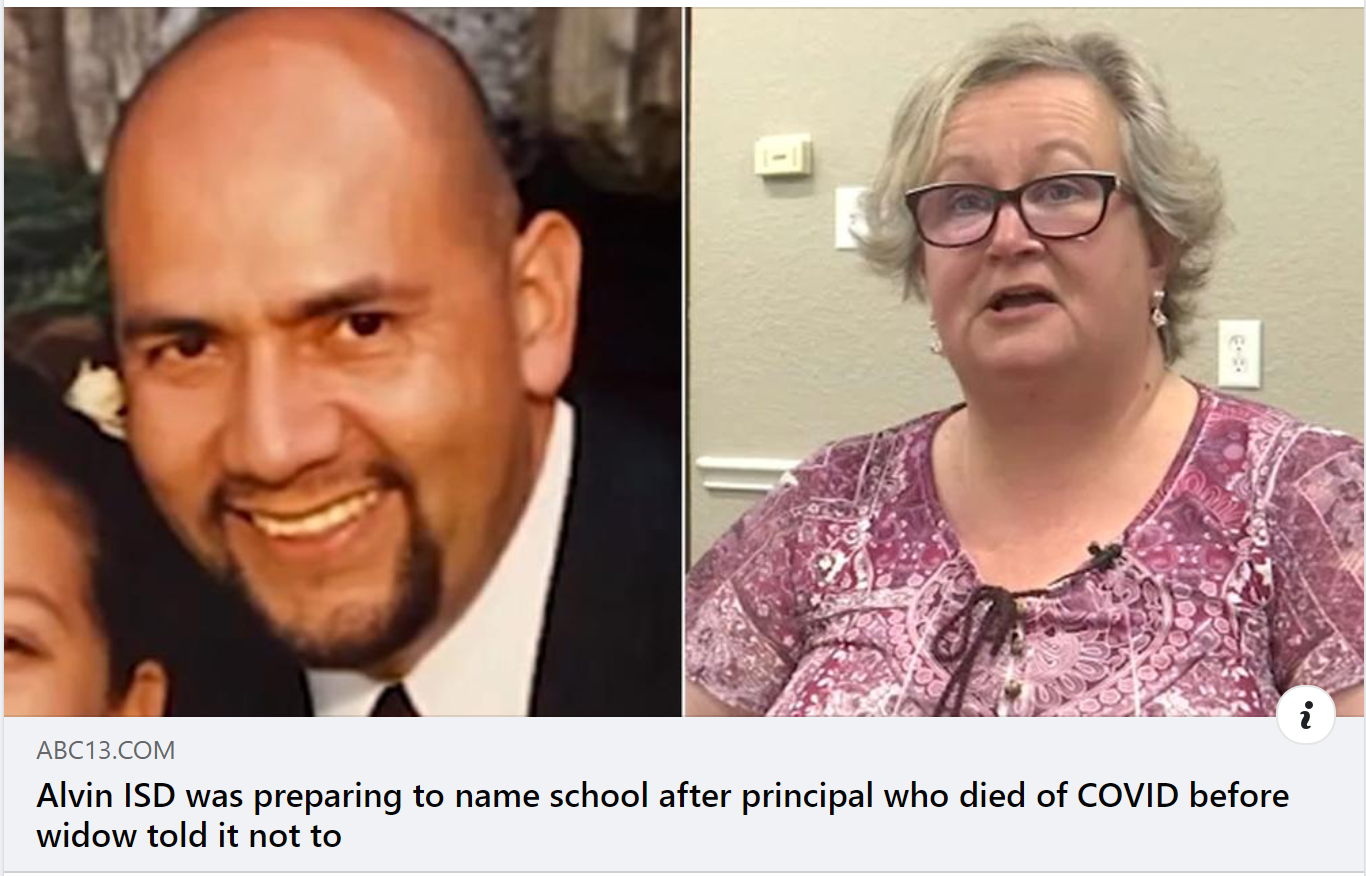 ABC13.COM
Alvin ISD was preparing to name school after principal who died of COVID before
widow told it not to